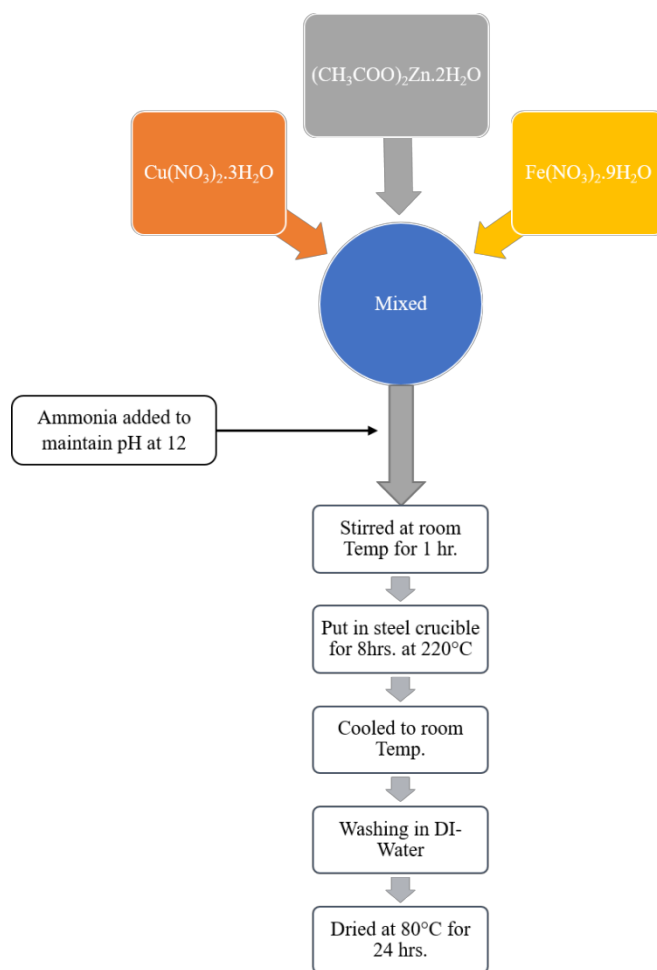 (CH₃COO)₂Zn.2H₂O
Cu(NO₃)₂.3H₂O
Fe(NO₃)₂.9H₂O
Mixed
Ammonia added to
maintain pH at 12
Stirred at room
Temp for 1 hr.
Put in steel crucible
for 8hrs. at 220°C
Cooled to room
Temp.
Washing in DI-
Water
Dried at 80°C for
24 hrs.